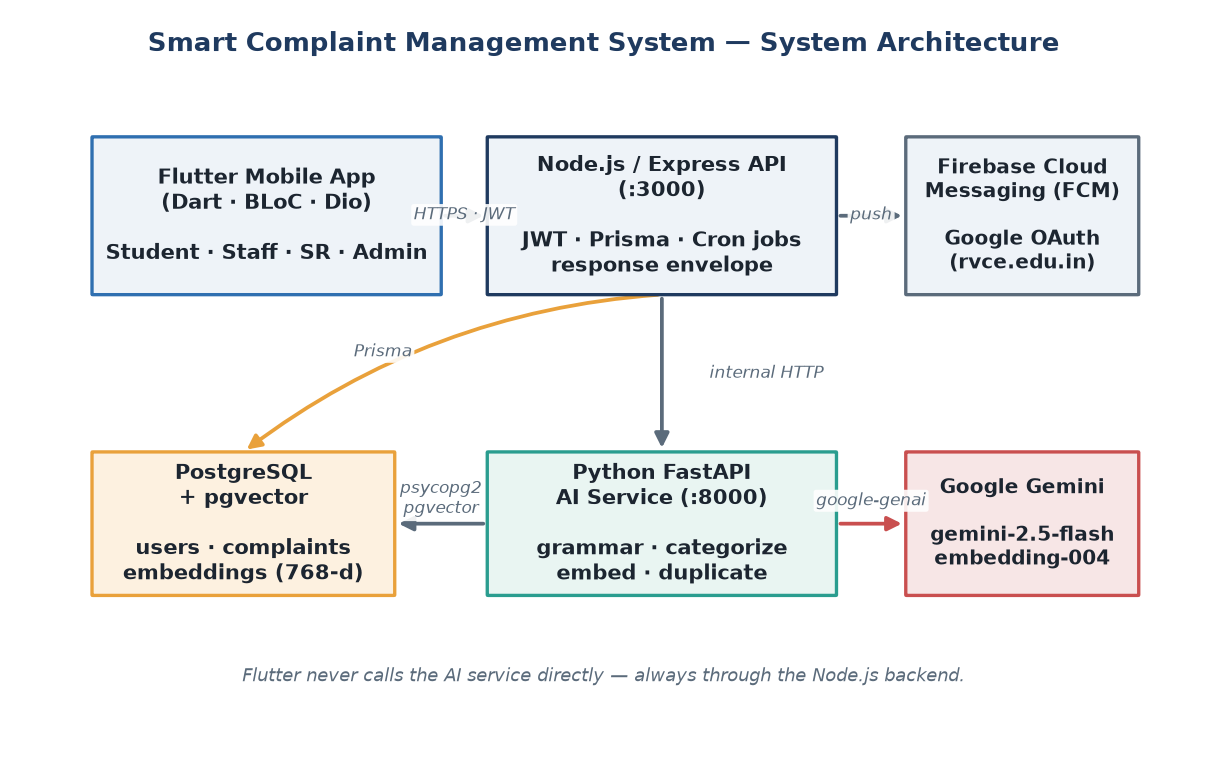 Smart Complaint Management System — System Architecture
Flutter Mobile App
(Dart · BLoC · Dio)
Student · Staff · SR · Admin
HTTPS · JWT
Node.js / Express API
(:3000)
JWT · Prisma · Cron jobs
response envelope
push
Firebase Cloud
Messaging (FCM)
Google OAuth
(rvce.edu.in)
Prisma
internal HTTP
PostgreSQL
+ pgvector
users · complaints
embeddings (768-d)
psycopg2
pgvector
Python FastAPI
AI Service (:8000)
grammar · categorize
embed · duplicate
google-genai
Google Gemini
gemini-2.5-flash
embedding-004
Flutter never calls the AI service directly — always through the Node.js backend.